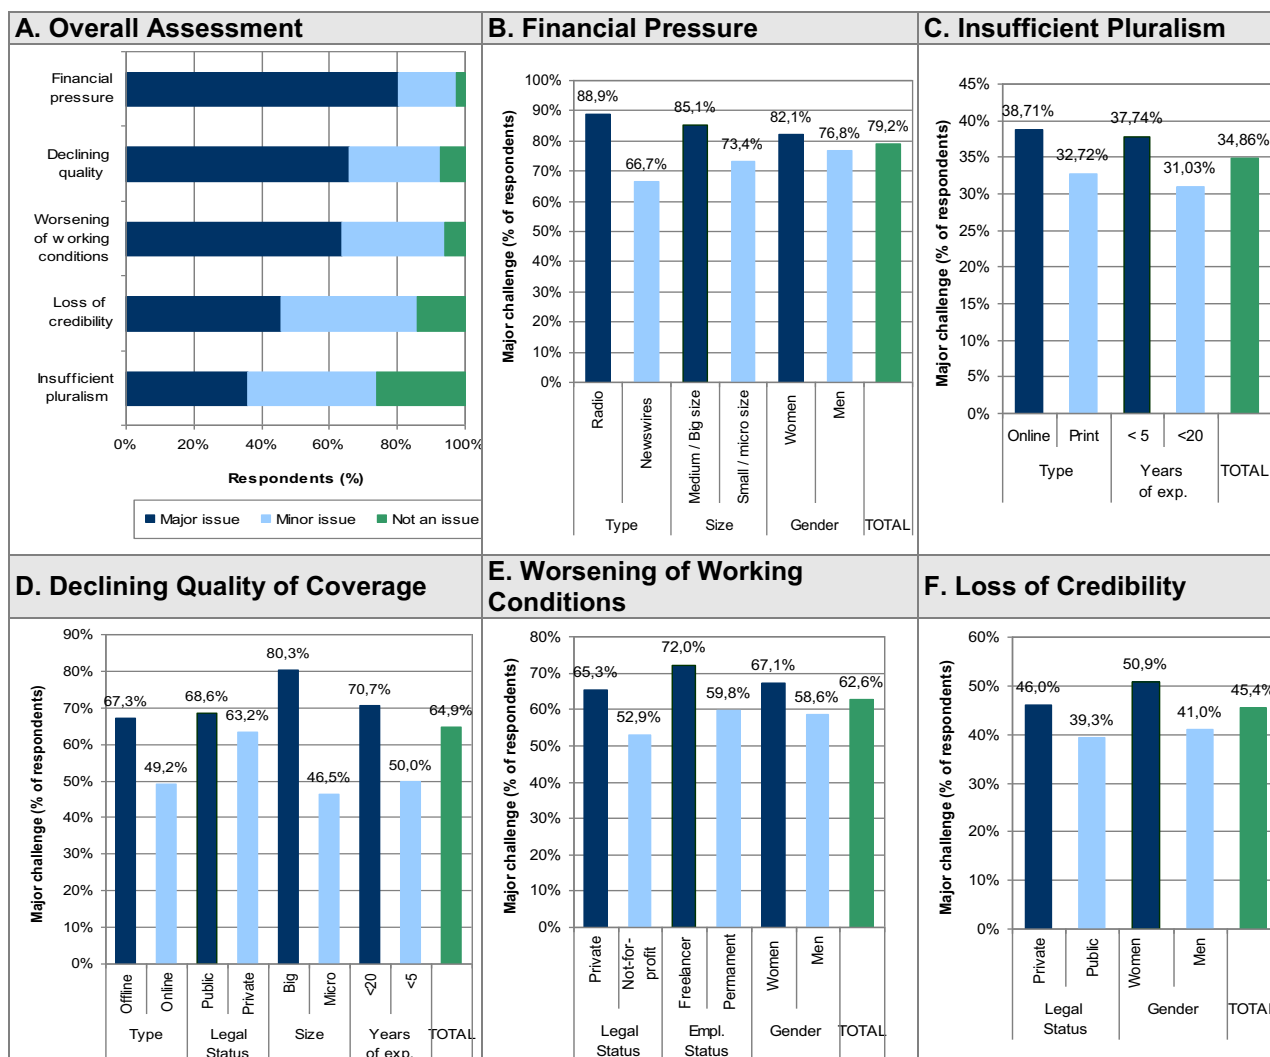 A. Overall Assessment
Financial
pressure
Declining
quality
Worsening
of working
conditions
Loss of
credibility
Insufficient
pluralism
0% 20% 40% 60% 80% 100%
Respondents (%)
Major issue Minor issue Not an issue
B. Financial Pressure
Major challenge (% of respondents)
100%
90%
80%
70%
60%
50%
40%
30%
20%
10%
0%
88,9% 66,7% 85,1% 73,4% 82,1% 76,8% 79,2%
Radio
Newswires
Medium / Big size
Small / micro size
Women
Men
Type Size Gender TOTAL
C. Insufficient Pluralism
Major challenge (% of respondents)
45%
40%
35%
30%
25%
20%
15%
10%
5%
0%
38,71% 32,72% 37,74% 31,03% 34,86%
Online Print < 5 <20
Type Years TOTAL
of exp.
D. Declining Quality of Coverage
Major challenge (% of respondents)
90%
80%
70%
60%
50%
40%
30%
20%
10%
0%
67,3% 49,2% 68,6% 63,2% 80,3% 46,5% 70,7% 50,0% 64,9%
Offline
Online
Public
Private
Big
Micro
<20
<5
Type Legal Size Years TOTAL
Status of exp.
E. Worsening of Working
Conditions
Major challenge (% of respondents)
80%
70%
60%
50%
40%
30%
20%
10%
0%
65,3% 52,9% 72,0% 59,8% 67,1% 58,6% 62,6%
Private
Not-for-
profit
Freelancer
Permament
Women
Men
Legal Empl. Gender TOTAL
Status Status
F. Loss of Credibility
Major challenge (% of respondents)
60%
50%
40%
30%
20%
10%
0%
46,0% 39,3% 50,9% 41,0% 45,4%
Private
Public
Women
Men
Legal Gender TOTAL
Status